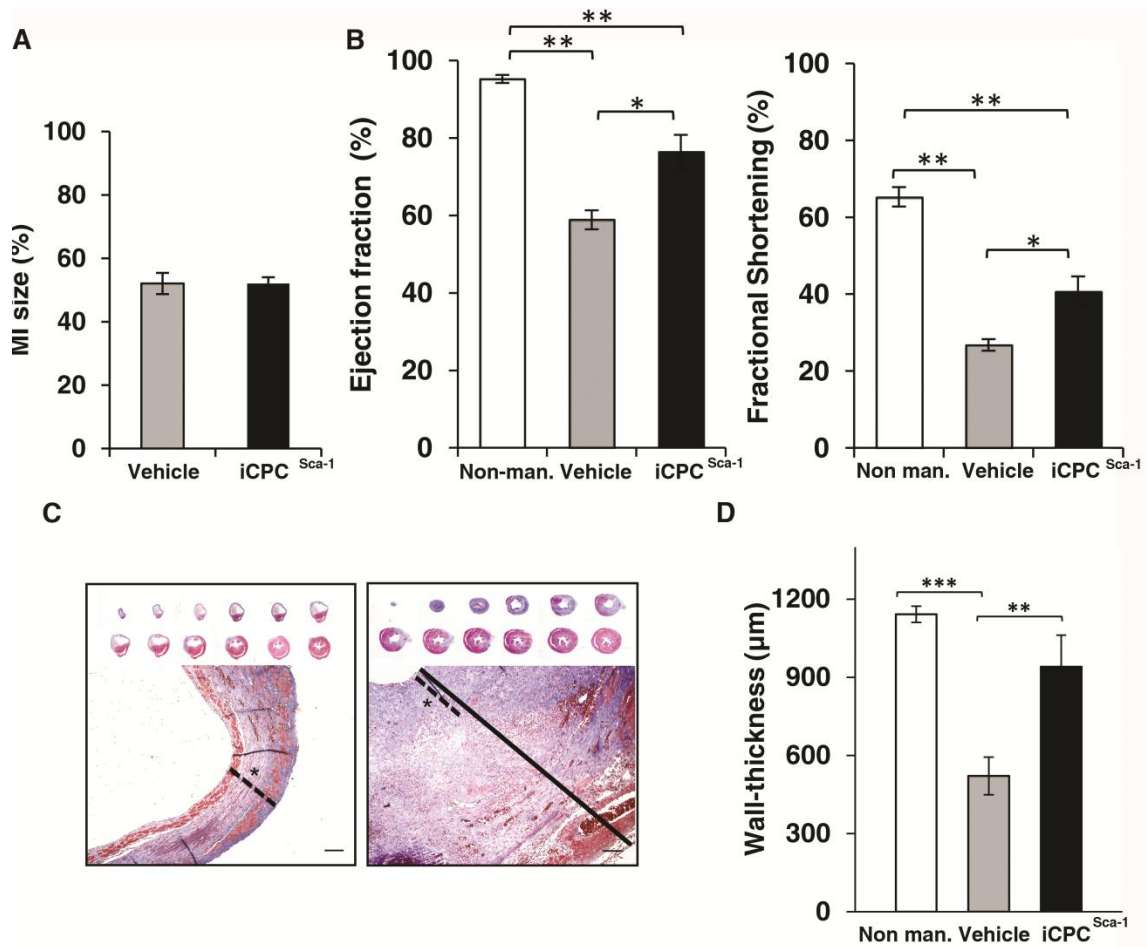 A
MI size (%)
100
80
60
40
20
0
Vehicle
iCPC Sca-1
B
Ejection fraction (%)
100
80
60
40
20
0
**
**
*
Non-man.
Vehicle
iCPC Sca-1
Fractional Shortening (%)
100
80
60
40
20
0
**
**
*
Non man.
Vehicle
iCPC Sca-1
C
*
*
D
Wall-thickness (µm)
1200
900
600
300
0
***
**
Non man.
Vehicle
iCPC Sca-1